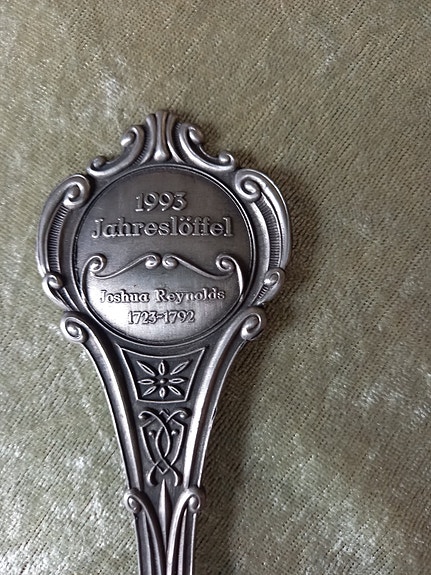 1993
Jahreslöffel
Joshua Reynolds
1723-1792